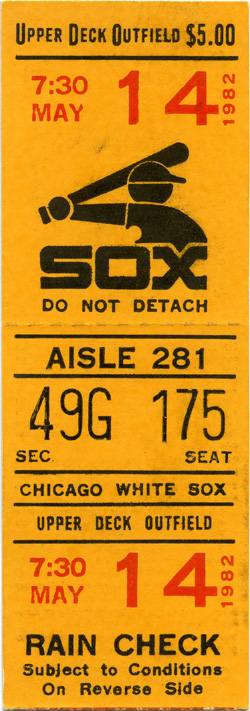 UPPER DECK OUTFIELD $5.00
7:30 MAY 14 1982
SOX
DO NOT DETACH
AISLE 281
49G 175
SEC. SEAT
CHICAGO WHITE SOX
UPPER DECK OUTFIELD
7:30 MAY 14 1982
RAIN CHECK
Subject to Conditions
On Reverse Side